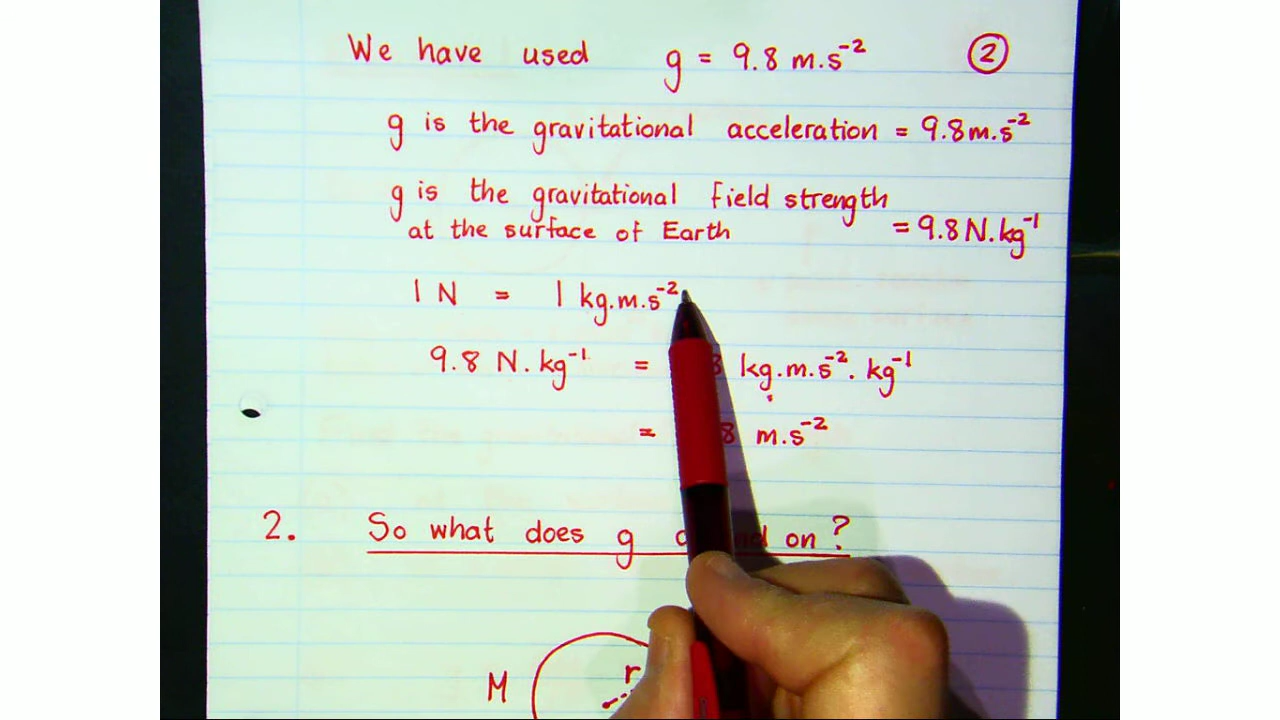 We have used g = 9.8 m.s⁻² ②
g is the gravitational acceleration = 9.8m.s⁻²
g is the gravitational field strength
at the surface of Earth = 9.8 N.kg⁻¹
1 N = 1 kg.m.s⁻²
9.8 N.kg⁻¹ = 8 kg.m.s⁻².kg⁻¹
= 8 m.s⁻²
2. So what does g on?
M r